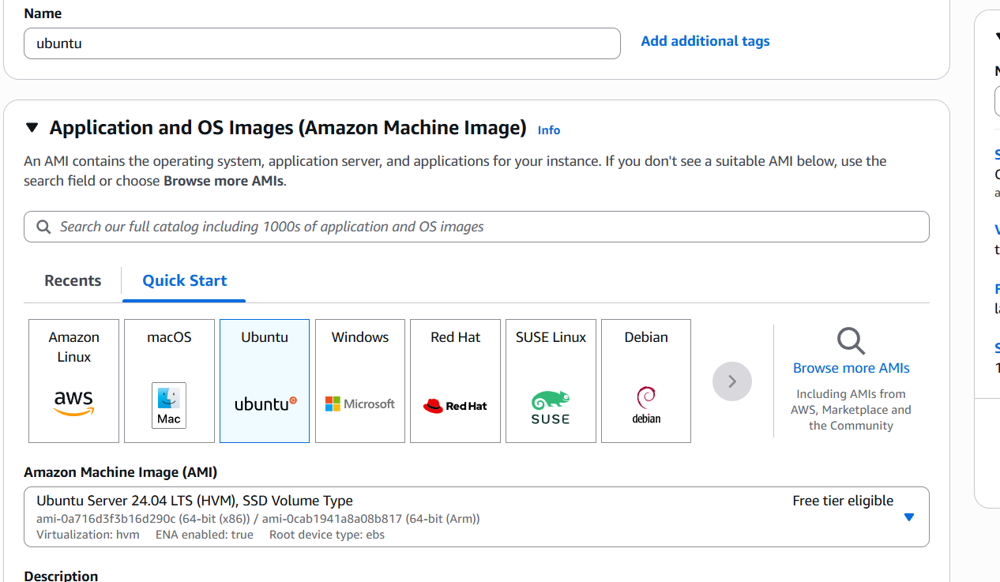 Name
ubuntu
Add additional tags
Application and OS Images (Amazon Machine Image) Info
An AMI contains the operating system, application server, and applications for your instance. If you don't see a suitable AMI below, use the
search field or choose Browse more AMIs.
Search our full catalog including 1000s of application and OS images
Recents
Quick Start
Amazon
Linux
aws
macOS
Mac
Ubuntu
ubuntu
Windows
Microsoft
Red Hat
Red Hat
SUSE Linux
SUSE
Debian
debian
Browse more AMIs
Including AMIs from
AWS, Marketplace and
the Community
Amazon Machine Image (AMI)
Ubuntu Server 24.04 LTS (HVM), SSD Volume Type
Free tier eligible
ami-0a716d3f3b16d290c (64-bit (x86)) / ami-0cab1941a8a08b817 (64-bit (Arm))
Virtualization: hvm ENA enabled: true Root device type: ebs
Description